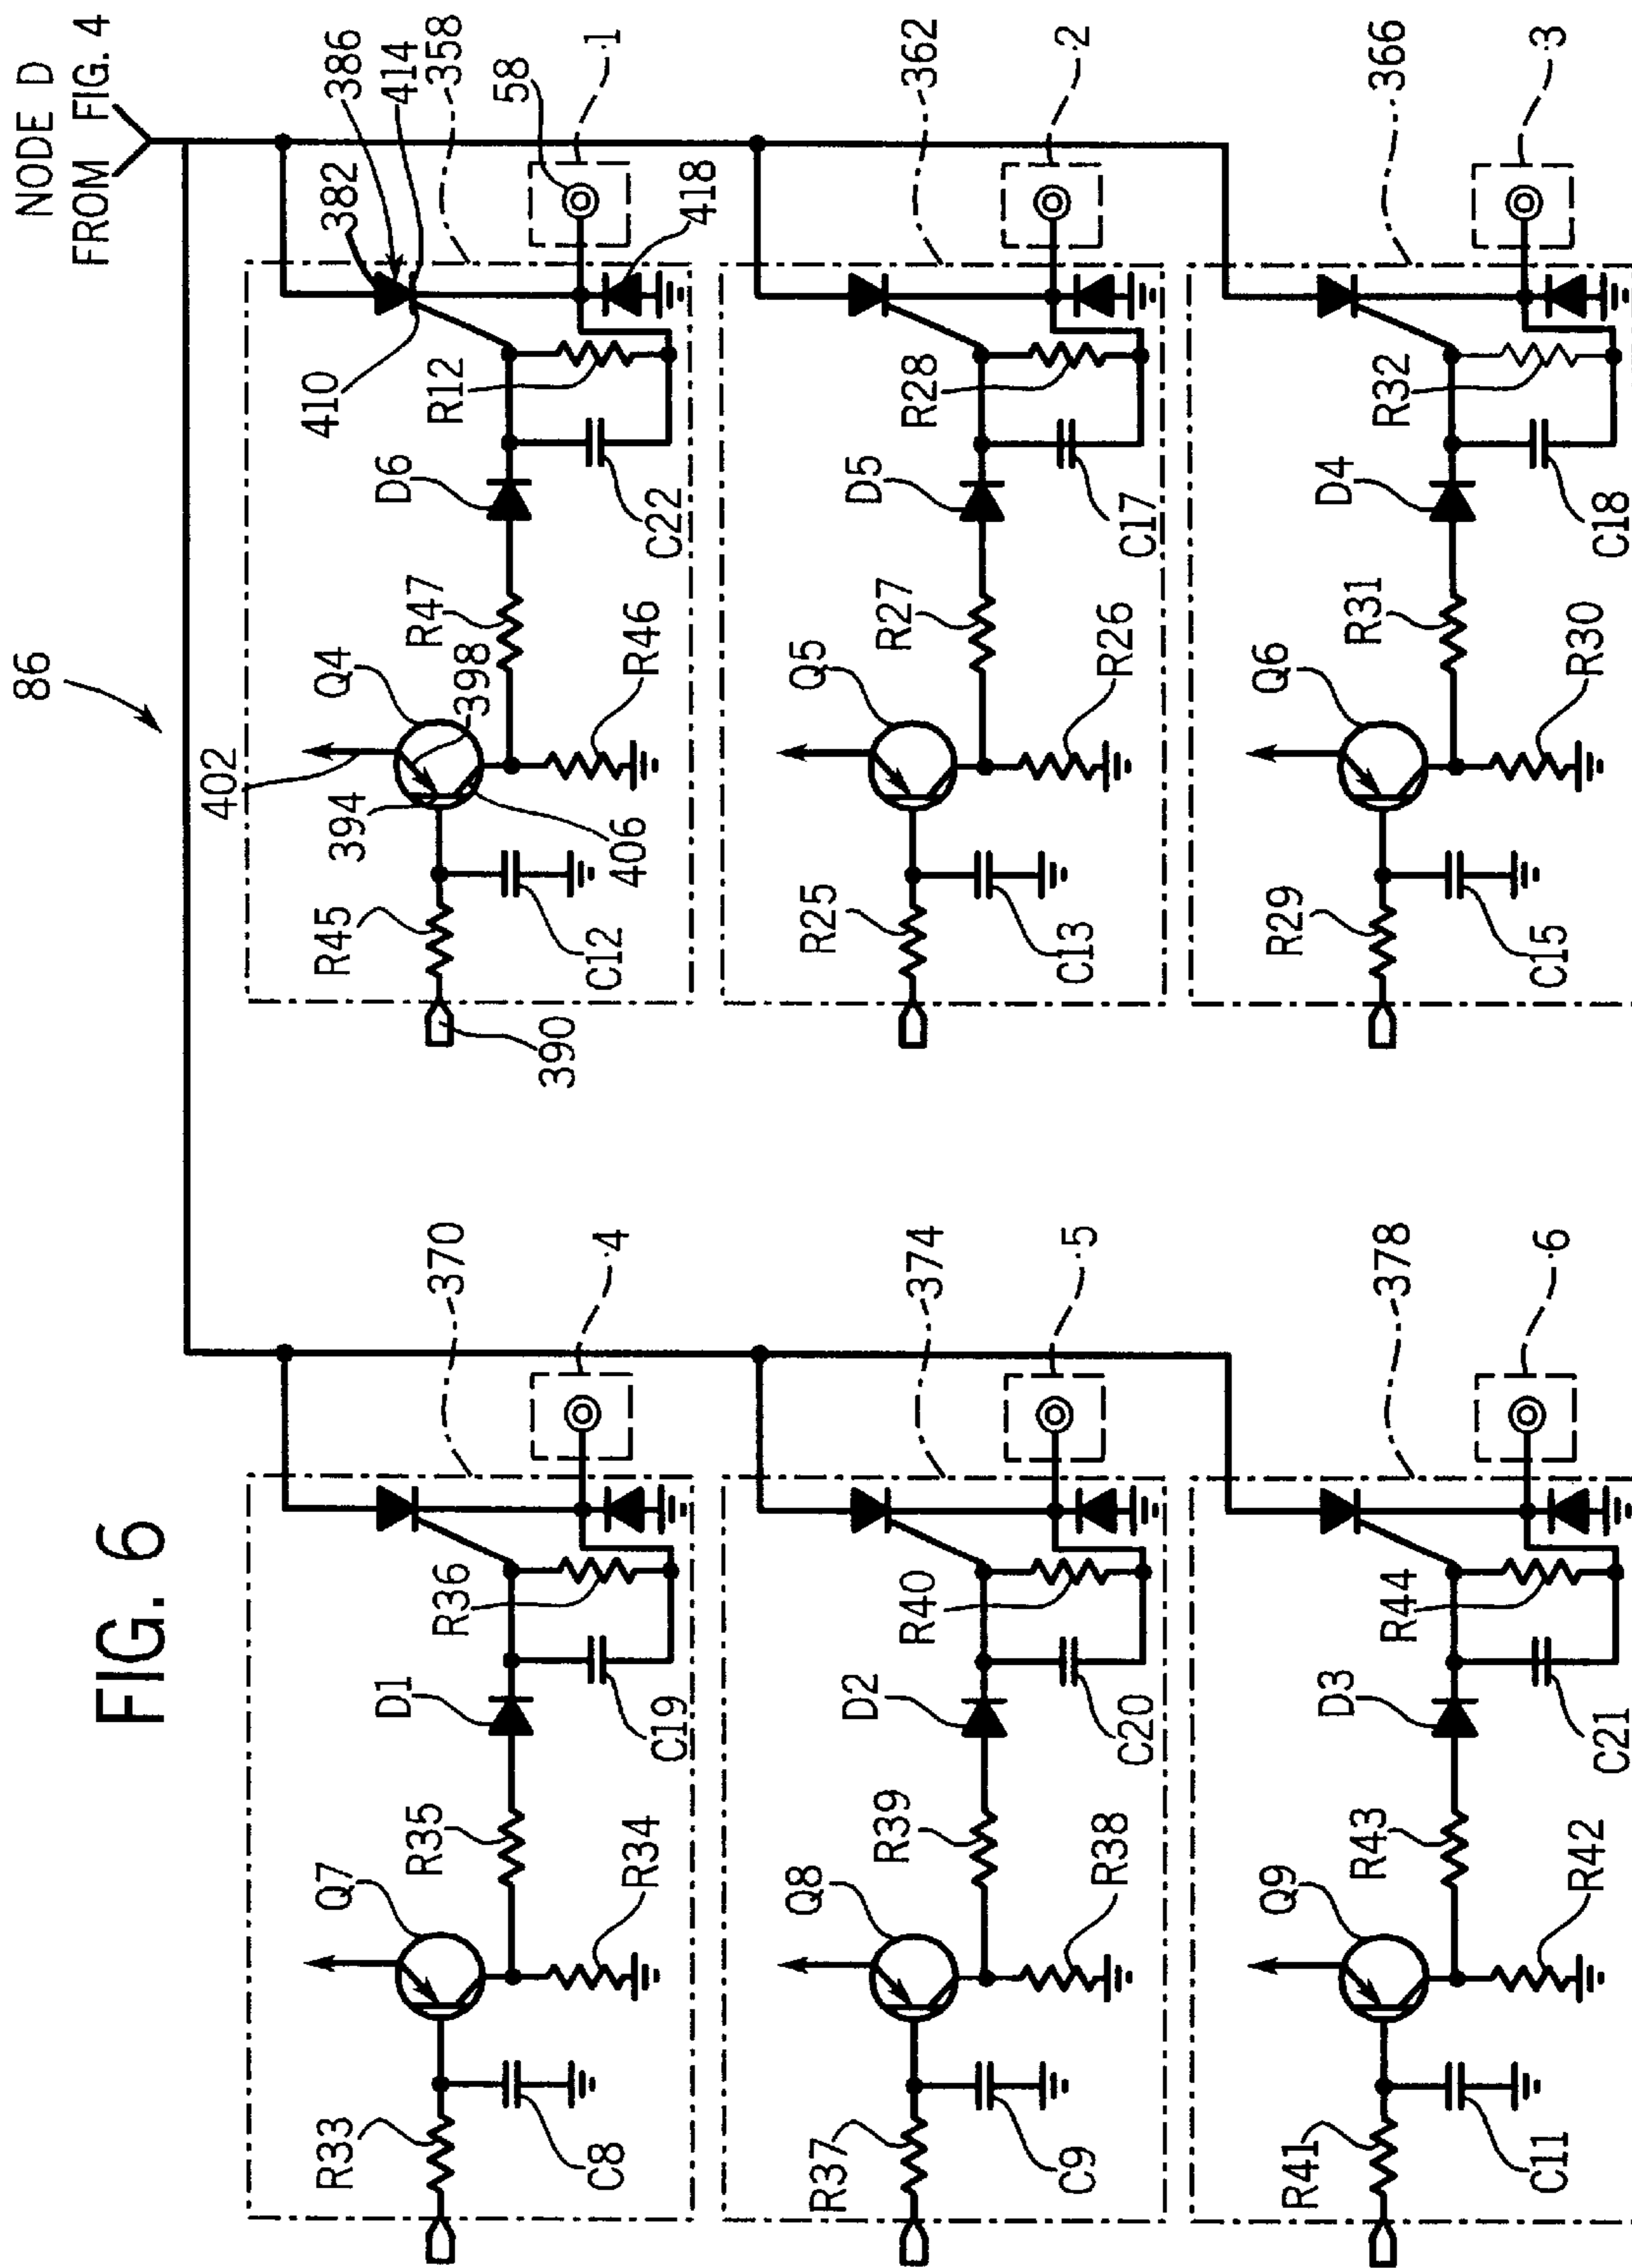 FIG. 6
86
NODE D
FROM FIG. 4
370
Q7
R33
C8
R35
R34
D1
C19
R36
4
374
Q8
R37
C9
R39
R38
D2
C20
R40
5
378
Q9
R41
C11
R43
R42
D3
C21
R44
6
386
414
358
382
410
402
394
Q4
398
406
R45
C12
390
R47
R46
D6
C22
R12
58
1
418
362
Q5
R25
C13
R27
R26
D5
C17
R28
2
366
Q6
R29
C15
R31
R30
D4
C18
R32
3